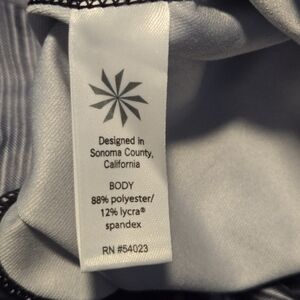 Designed in
Sonoma County,
California
BODY
88% polyester/
12% lycra®
spandex
RN #54023